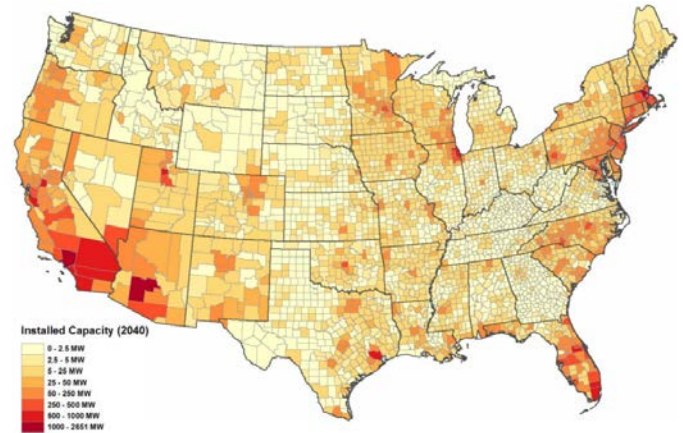 Installed Capacity (2040)
0 - 2.5 MW
2.5 - 5 MW
5 - 25 MW
25 - 50 MW
50 - 250 MW
250 - 500 MW
500 - 1000 MW
1000 - 2651 MW